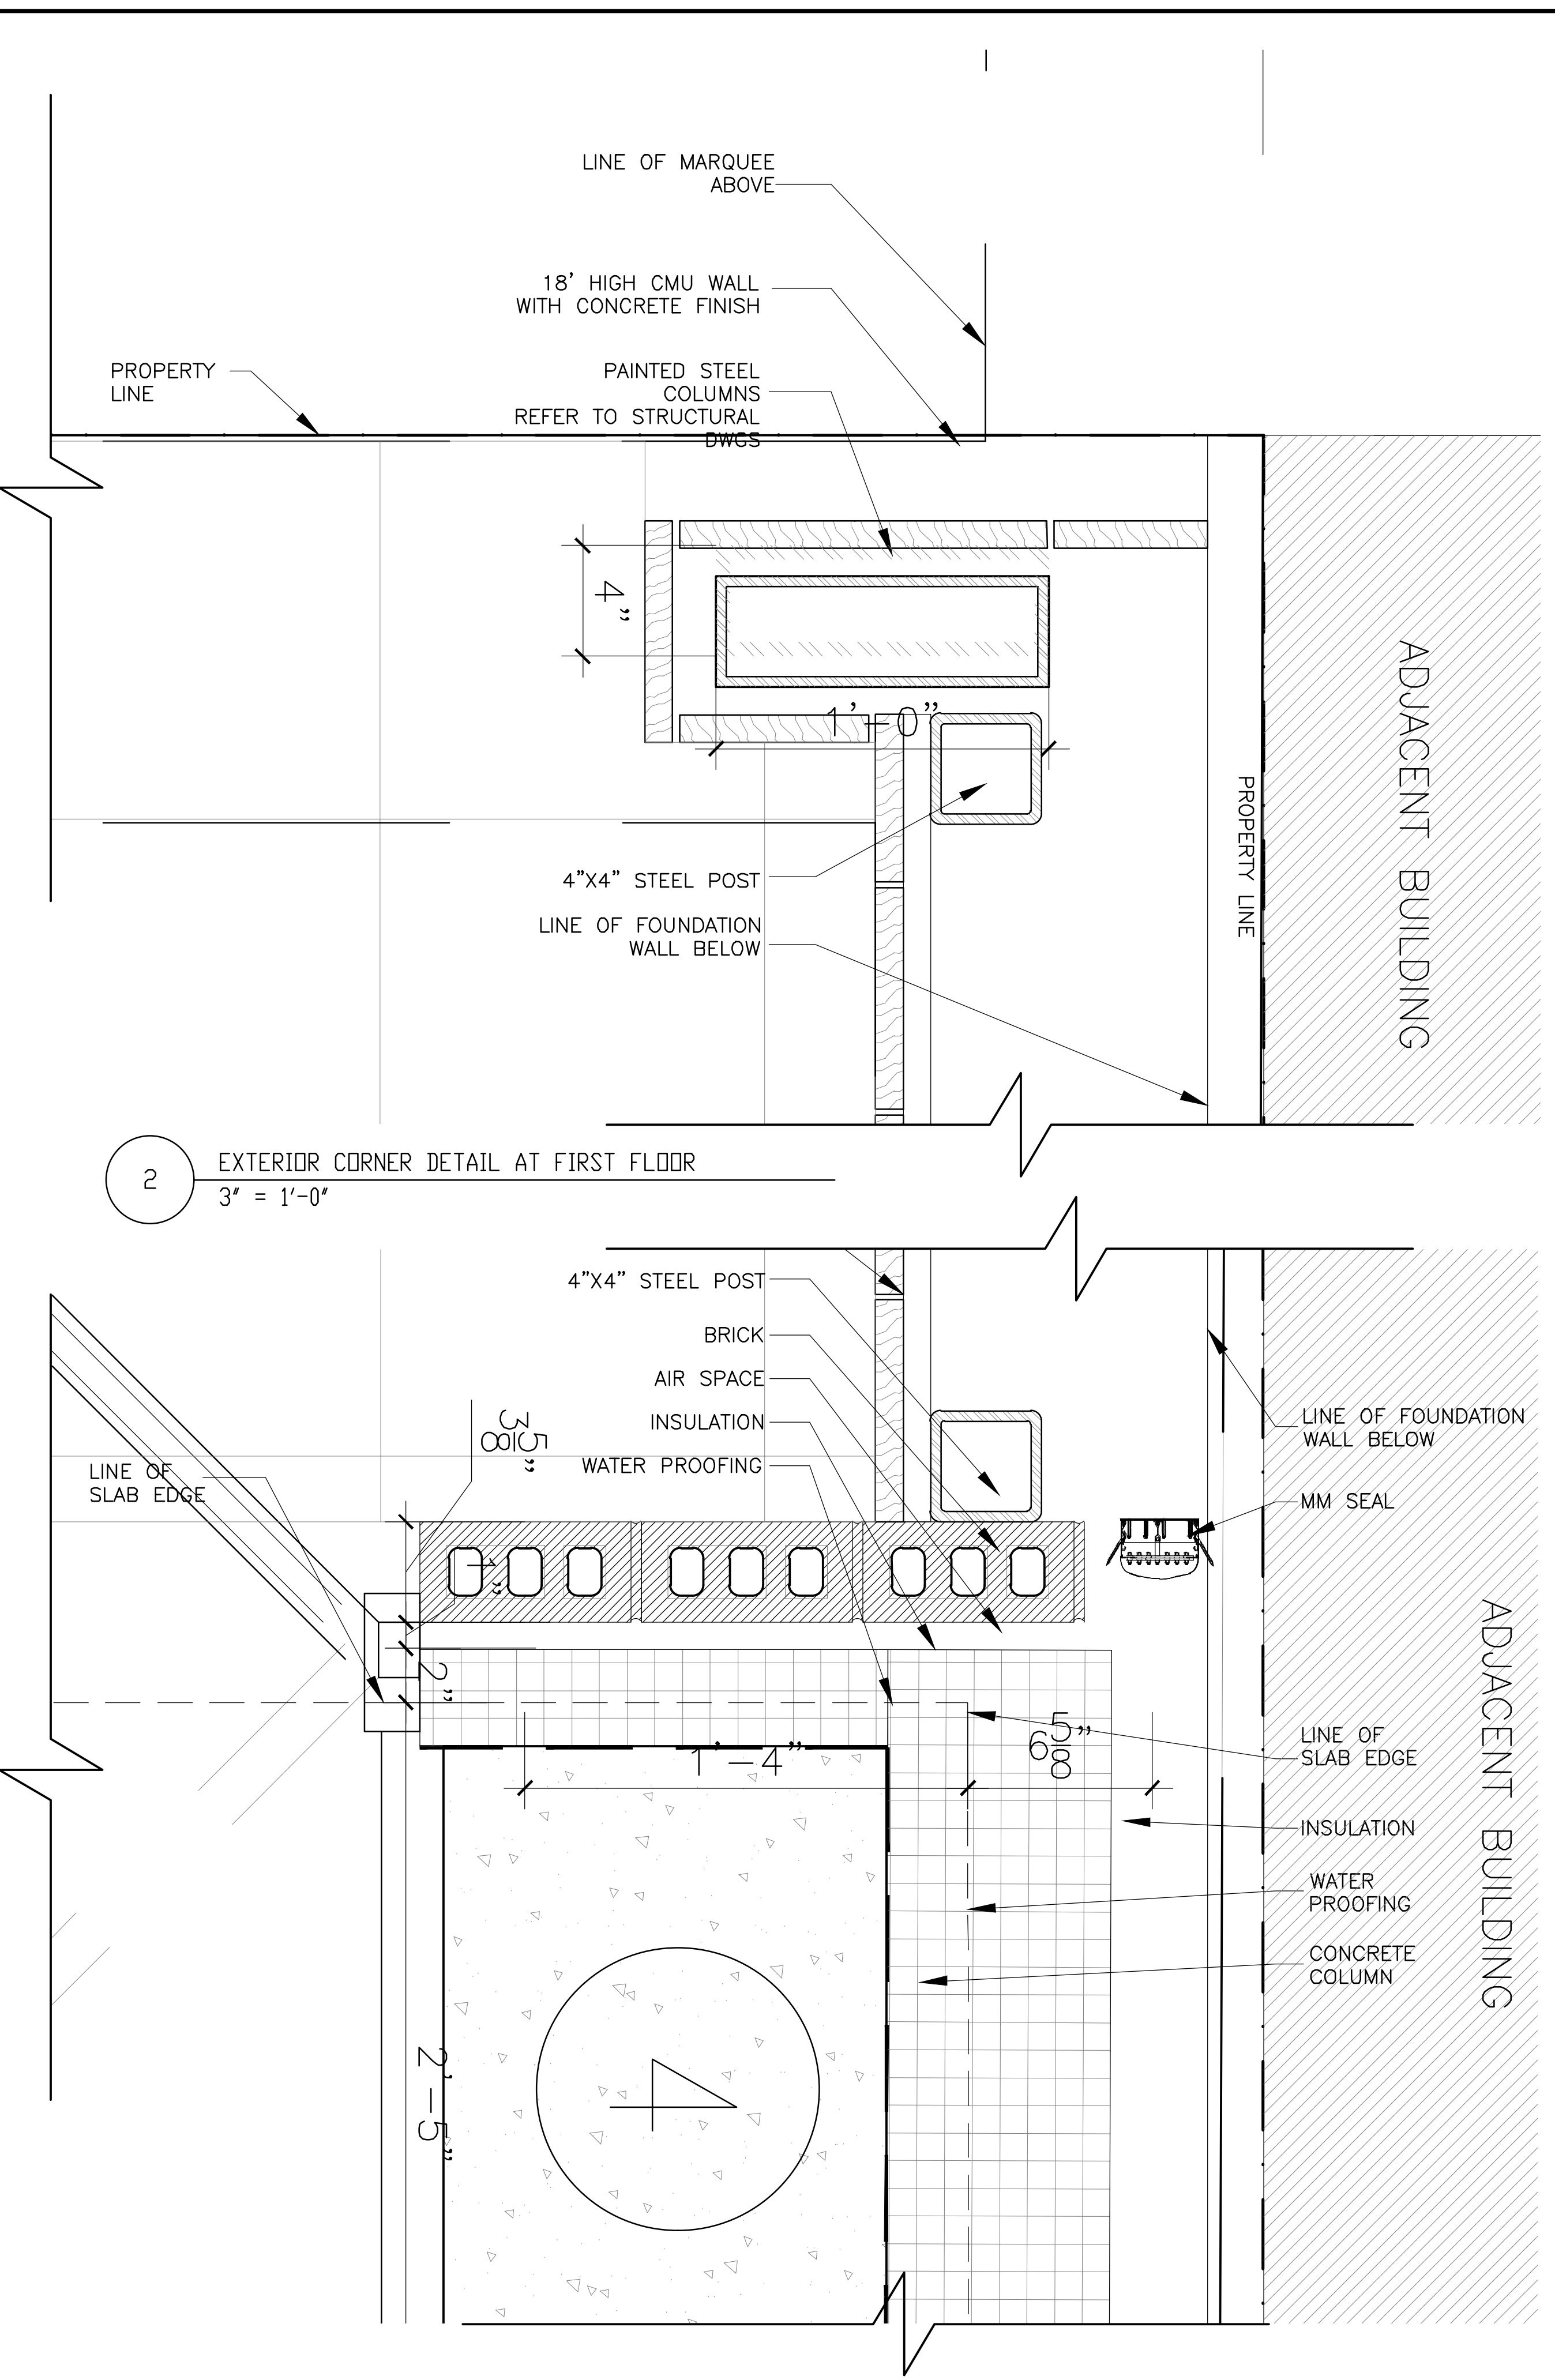 LINE OF MARQUEE
ABOVE
18' HIGH CMU WALL
WITH CONCRETE FINISH
PROPERTY
LINE
PAINTED STEEL
COLUMNS
REFER TO STRUCTURAL
DWGS
4"
1'-0"
4"X4" STEEL POST
LINE OF FOUNDATION
WALL BELOW
PROPERTY LINE
ADJACENT BUILDING
2
EXTERIOR CORNER DETAIL AT FIRST FLOOR
3" = 1'-0"
4"X4" STEEL POST
BRICK
AIR SPACE
INSULATION
WATER PROOFING
LINE OF
SLAB EDGE
3 5/8"
1"
2"
1'-4"
6 5/8"
2'-5"
4
LINE OF FOUNDATION
WALL BELOW
MM SEAL
LINE OF
SLAB EDGE
INSULATION
WATER
PROOFING
CONCRETE
COLUMN
ADJACENT BUILDING